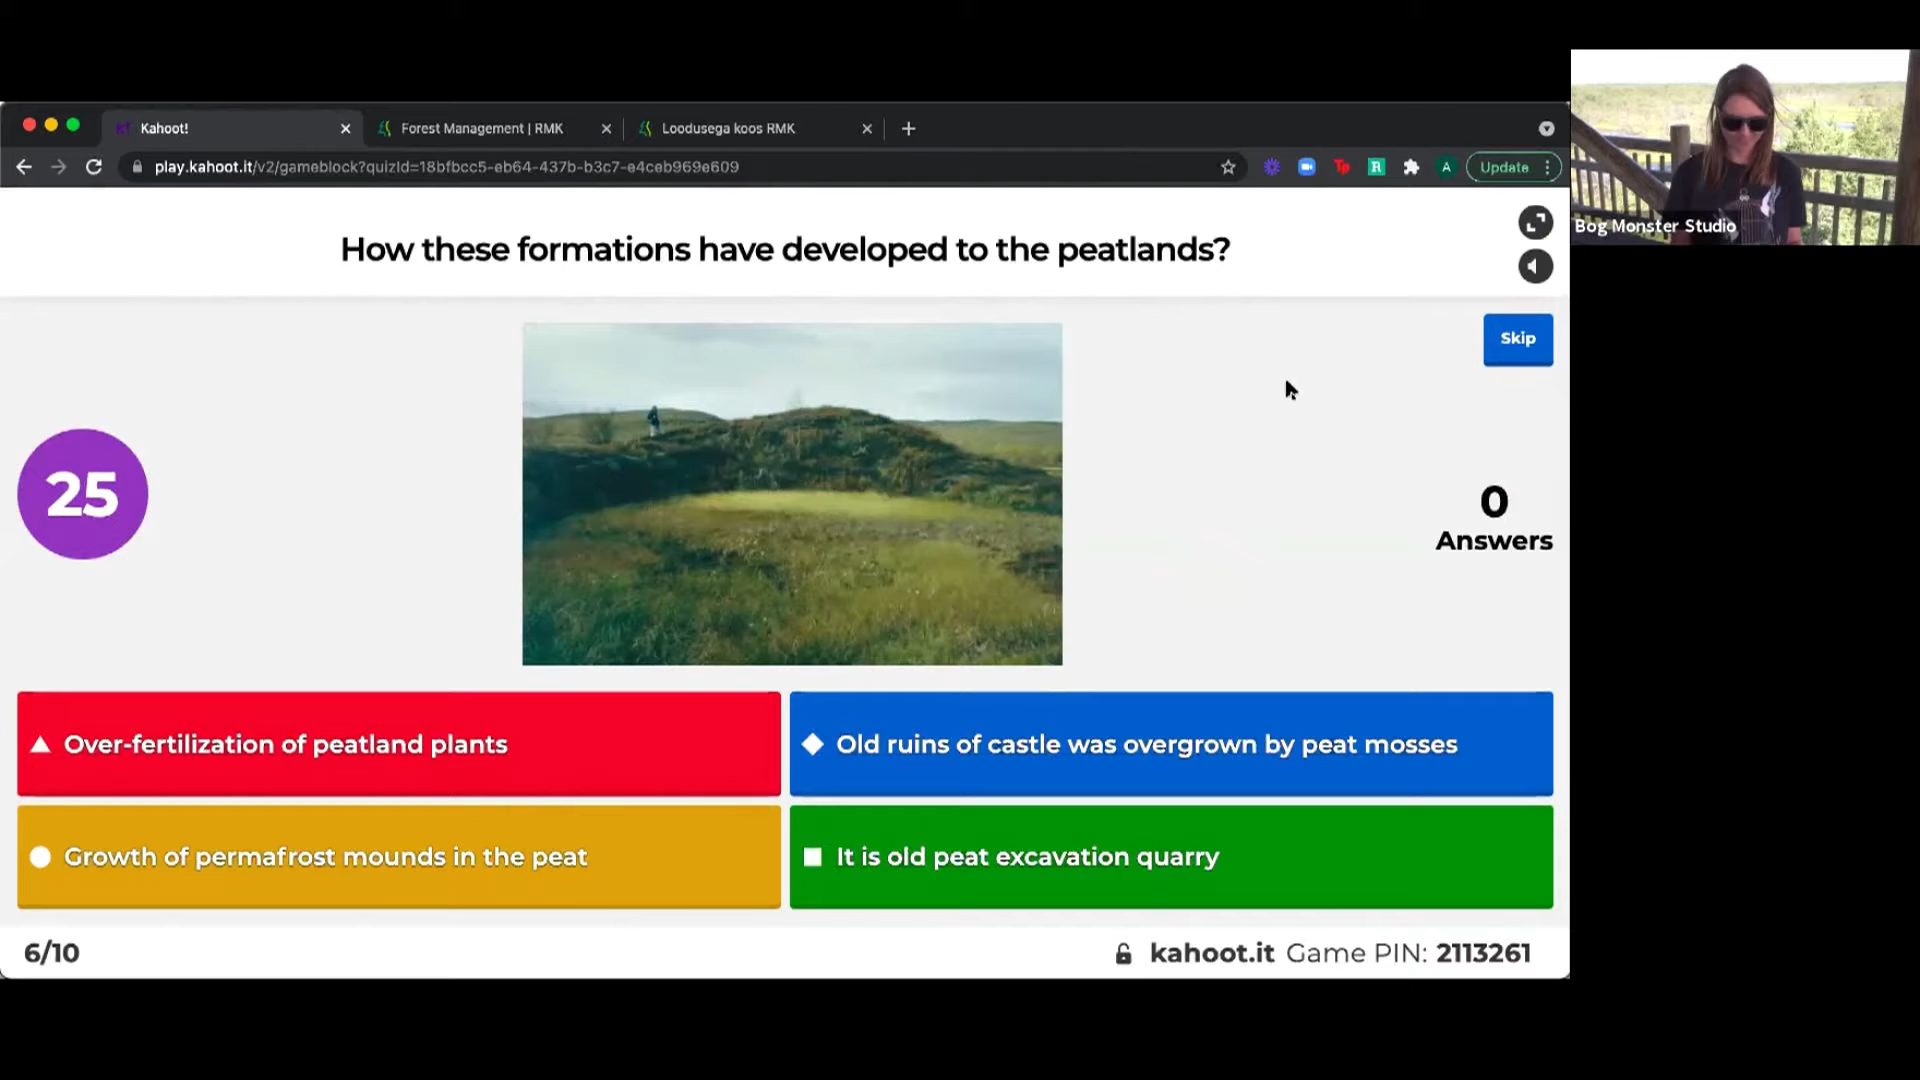 Kahoot!
Forest Management | RMK
Loodusega koos RMK
play.kahoot.it/v2/gameblock?quizId=18bfbcc5-eb64-437b-b3c7-e4ceb969e609
Tp
R
A
Update
Bog Monster Studio
How these formations have developed to the peatlands?
Skip
25
0
Answers
Over-fertilization of peatland plants
Old ruins of castle was overgrown by peat mosses
Growth of permafrost mounds in the peat
It is old peat excavation quarry
6/10
kahoot.it Game PIN: 2113261